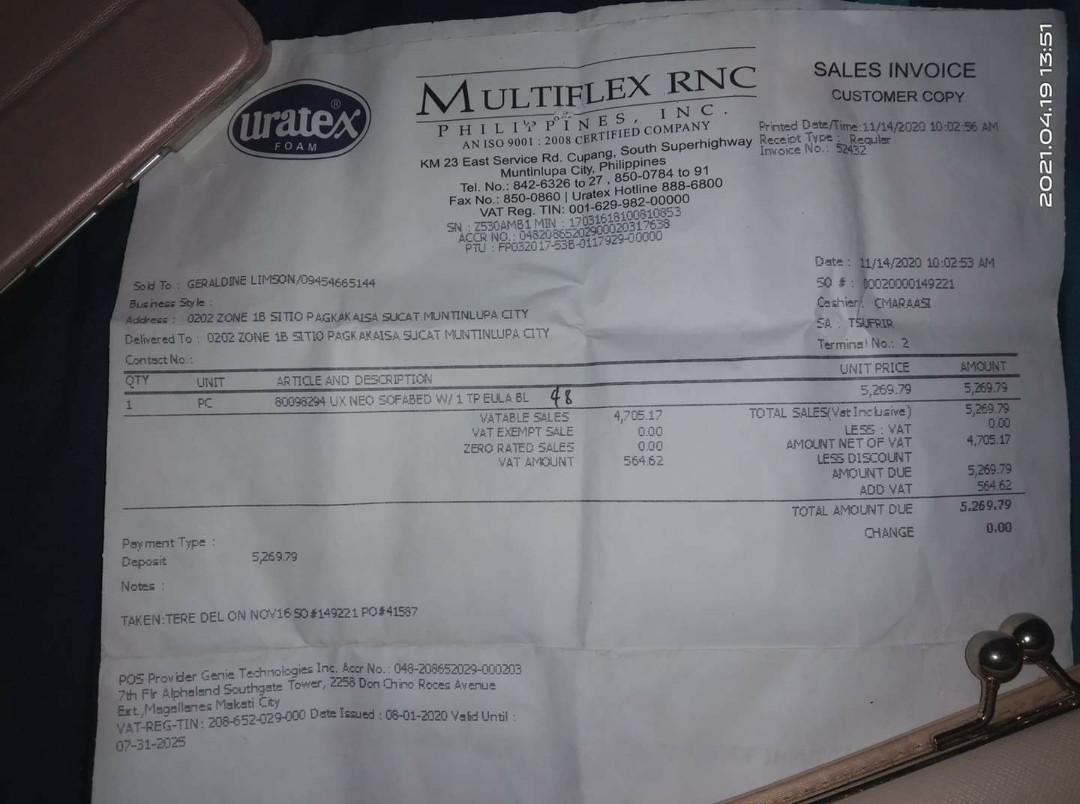 2021.04.19 13:51
uratex
®
FOAM
MULTIFLEX RNC
PHILIPPINES, INC.
AN ISO 9001 : 2008 CERTIFIED COMPANY
KM 23 East Service Rd. Cupang, South Superhighway
Muntinlupa City, Philippines
Tel. No.: 842-6326 to 27 , 850-0784 to 91
Fax No.: 850-0860 | Uratex Hotline 888-6800
VAT Reg. TIN: 001-629-982-00000
SN : Z530AMB1 MIN : 17031618100810853
ACCR NO. : 04820865202900020317638
PTU : FP032017-53B-0117929-00000
SALES INVOICE
CUSTOMER COPY
Printed Date/Time:11/14/2020 10:02:56 AM
Receipt Type : Regular
Invoice No.: 52432
Date : 11/14/2020 10:02:53 AM
SO # : 00020000149221
Cashier: CMARAASI
SA : TSUFRIR
Terminal No.: 2
Sold To : GERALDINE LIMSON/09454665144
Business Style :
Address : 0202 ZONE 1B SITIO PAGKAKAISA SUCAT MUNTINLUPA CITY
Delivered To : 0202 ZONE 1B SITIO PAGKAKAISA SUCAT MUNTINLUPA CITY
Contact No.:
QTY UNIT ARTICLE AND DESCRIPTION UNIT PRICE AMOUNT
1 PC 80098294 UX NEO SOFABED W/ 1 TP EULA BL 48 5,269.79 5,269.79
VATABLE SALES 4,705.17 TOTAL SALES(Vat Inclusive) 5,269.79
VAT EXEMPT SALE 0.00 LESS : VAT 0.00
ZERO RATED SALES 0.00 AMOUNT NET OF VAT 4,705.17
VAT AMOUNT 564.62 LESS DISCOUNT
AMOUNT DUE 5,269.79
ADD VAT 564.62
TOTAL AMOUNT DUE 5,269.79
CHANGE 0.00
Payment Type :
Deposit 5,269.79
Notes :
TAKEN:TERE DEL ON NOV16 SO#149221 PO#41587
POS Provider Genie Technologies Inc. Accr No.: 048-208652029-000203
7th Flr Alphaland Southgate Tower, 2258 Don Chino Roces Avenue
Ext.,Magallanes Makati City
VAT-REG-TIN : 208-652-029-000 Date Issued : 08-01-2020 Valid Until :
07-31-2025